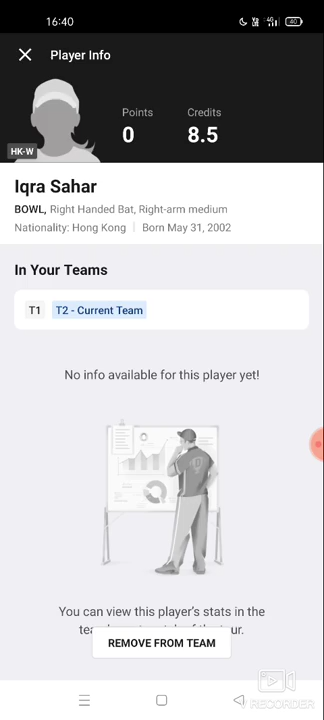 16:40
4G
40
Player Info
Points
Credits
0
8.5
HK-W
Iqra Sahar
BOWL, Right Handed Bat, Right-arm medium
Nationality: Hong Kong | Born May 31, 2002
In Your Teams
T1
T2 - Current Team
No info available for this player yet!
You can view this player's stats in the
REMOVE FROM TEAM
RECORDER